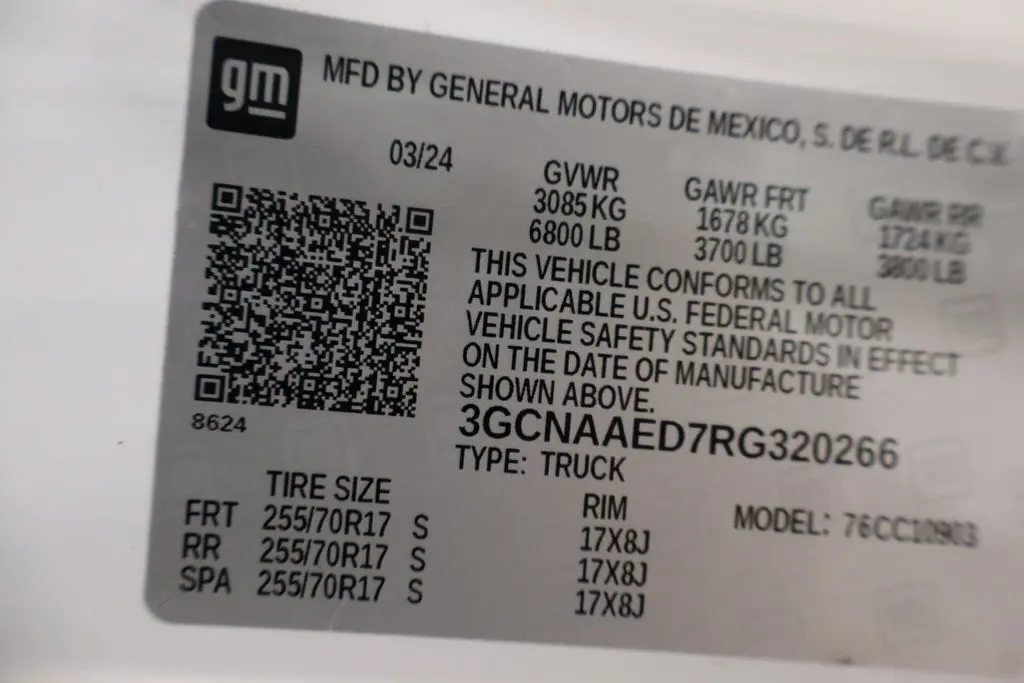 gm
MFD BY GENERAL MOTORS DE MEXICO, S. DE R.L. DE C.V.
03/24
GVWR GAWR FRT GAWR RR
3085 KG 1678 KG 1724 KG
6800 LB 3700 LB 3800 LB
THIS VEHICLE CONFORMS TO ALL
APPLICABLE U.S. FEDERAL MOTOR
VEHICLE SAFETY STANDARDS IN EFFECT
ON THE DATE OF MANUFACTURE
SHOWN ABOVE.
8624
3GCNAAED7RG320266
TYPE: TRUCK
TIRE SIZE RIM MODEL: 76CC10903
FRT 255/70R17 S 17X8J
RR 255/70R17 S 17X8J
SPA 255/70R17 S 17X8J